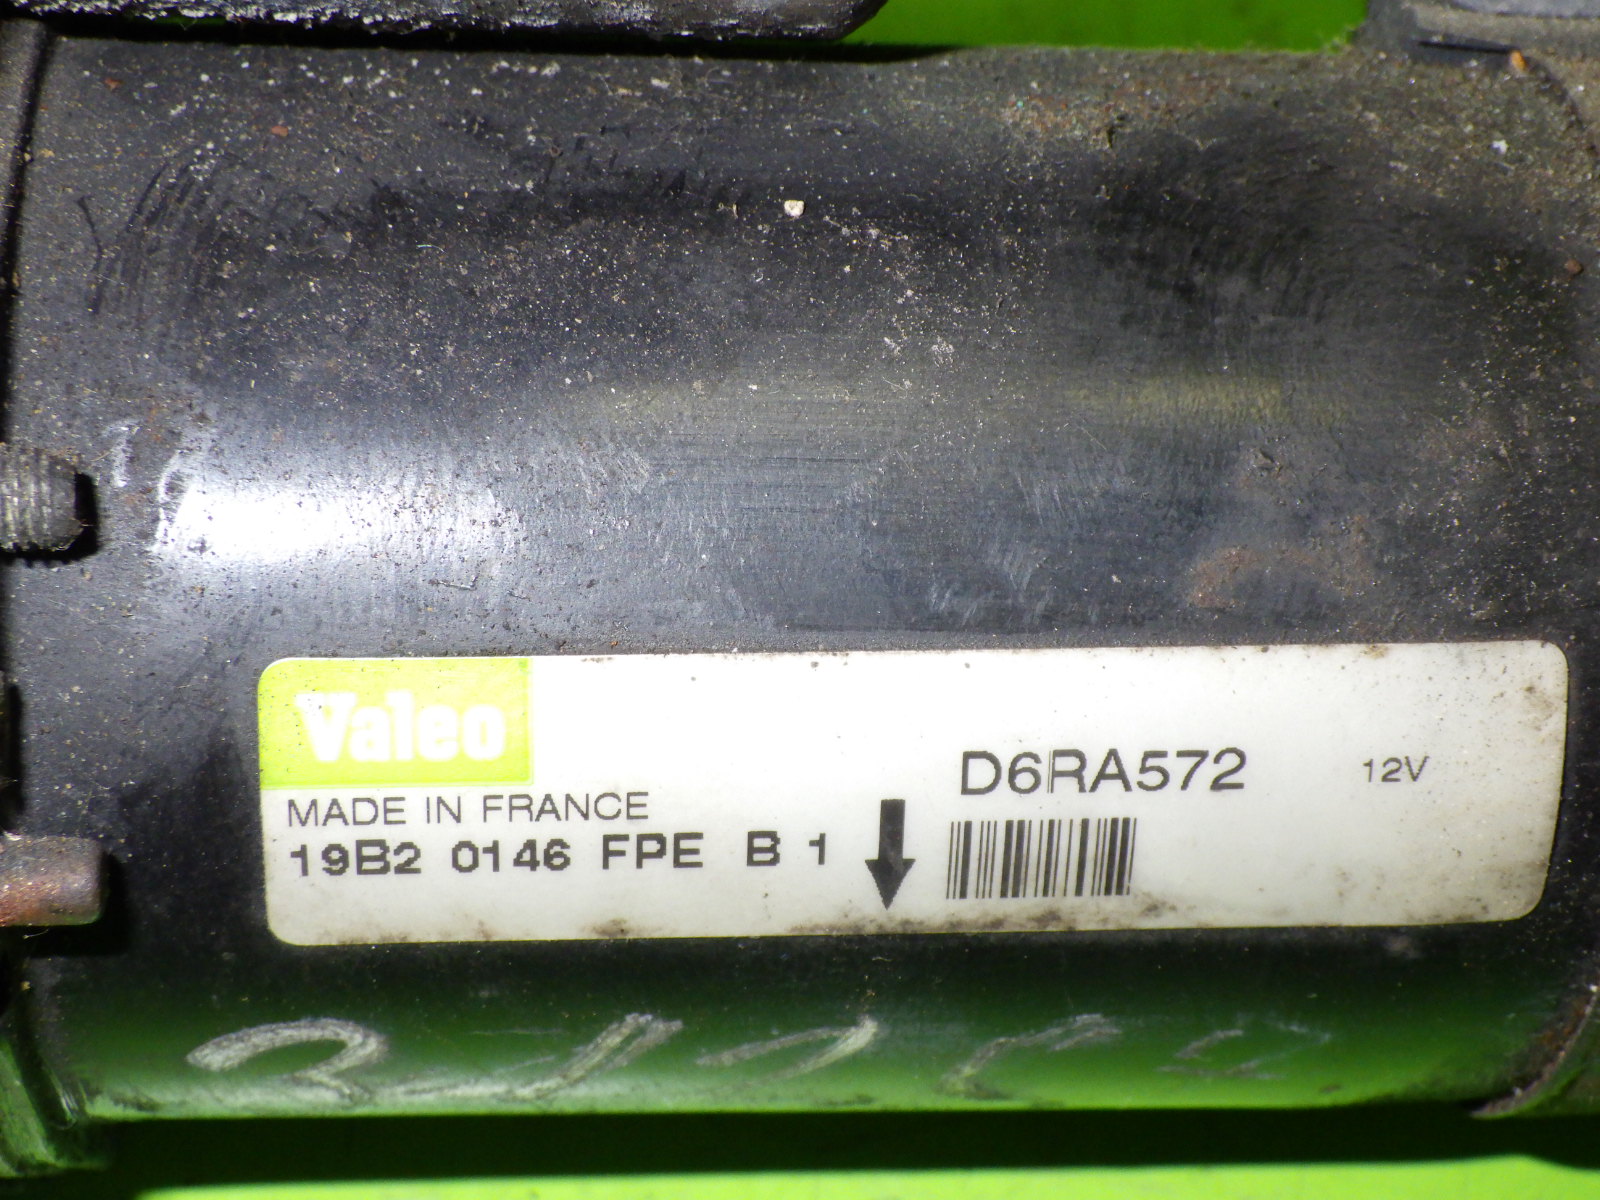 Valeo
MADE IN FRANCE
19B2 0146 FPE B 1
D6RA572
12V